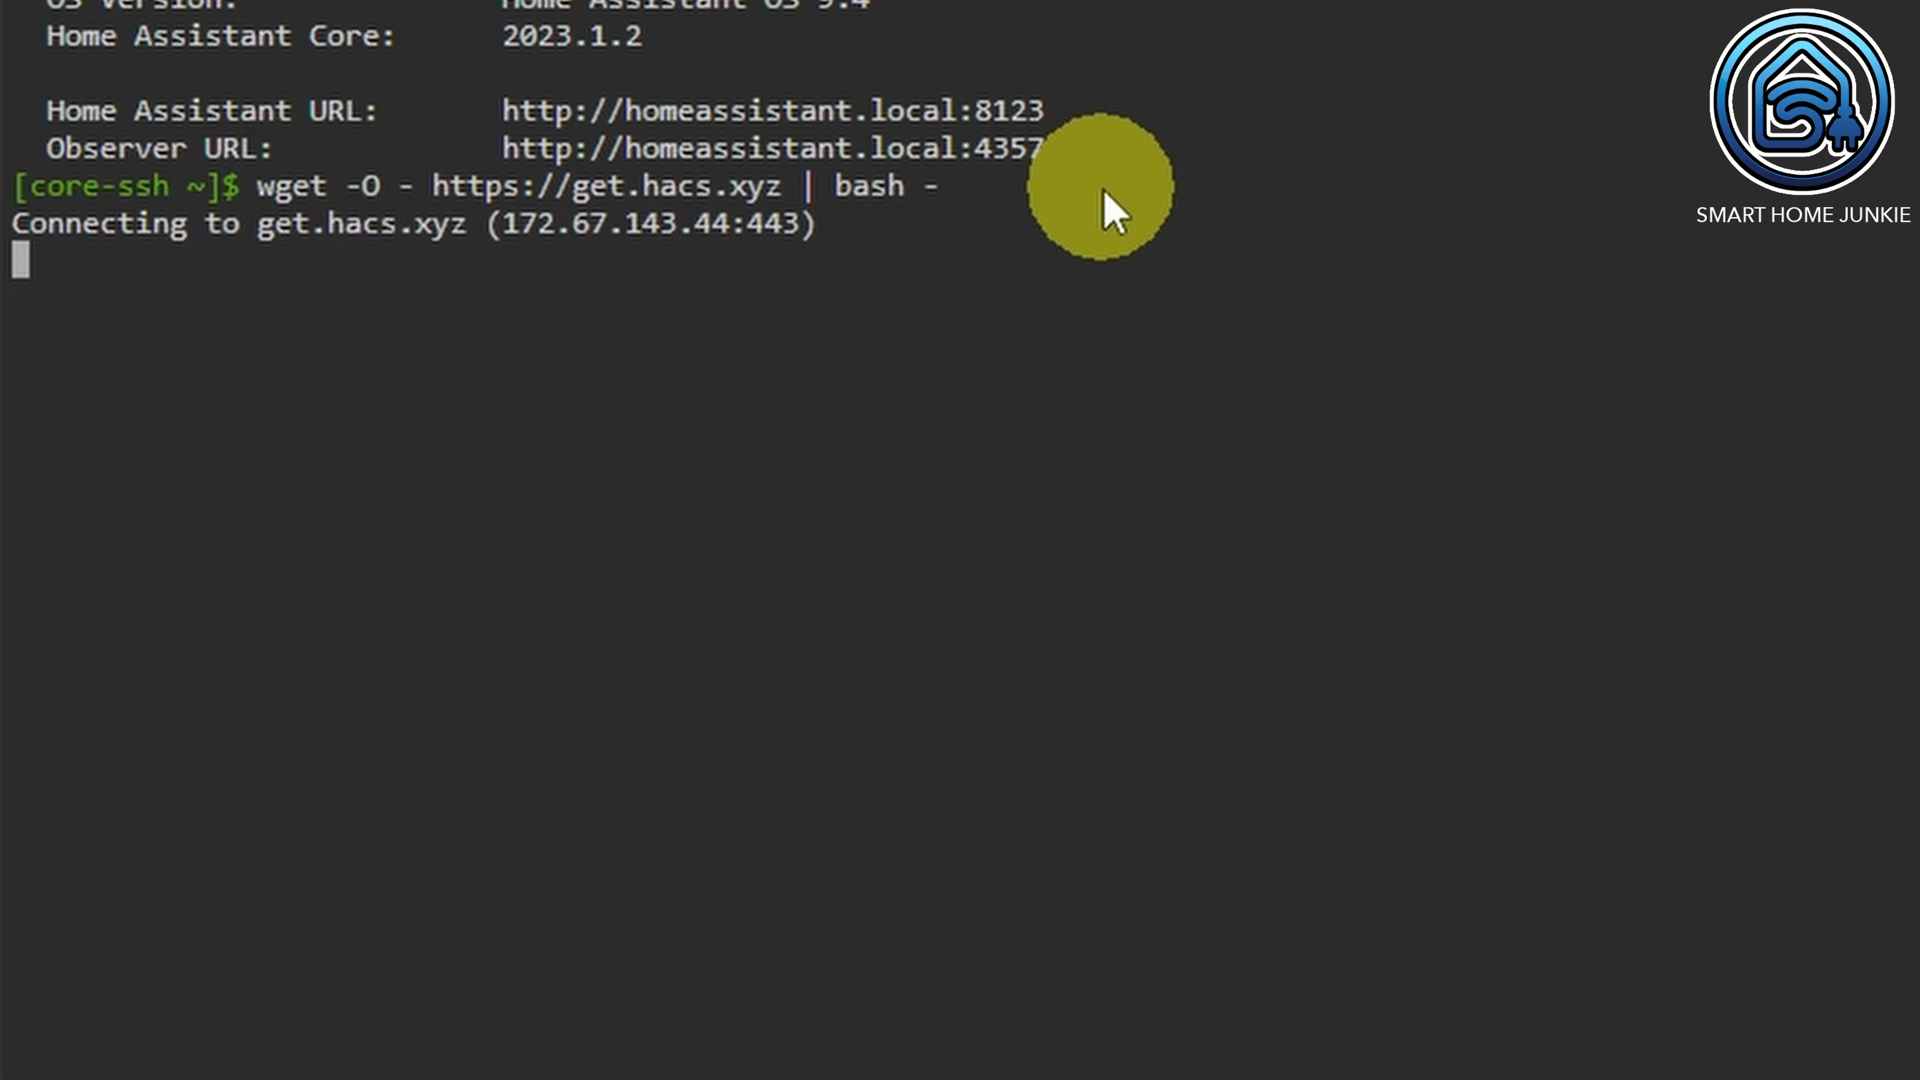 OS Version: Home Assistant OS 9.4
Home Assistant Core: 2023.1.2
Home Assistant URL: http://homeassistant.local:8123
Observer URL: http://homeassistant.local:4357
[core-ssh ~]$ wget -O - https://get.hacs.xyz | bash -
Connecting to get.hacs.xyz (172.67.143.44:443)
SMART HOME JUNKIE